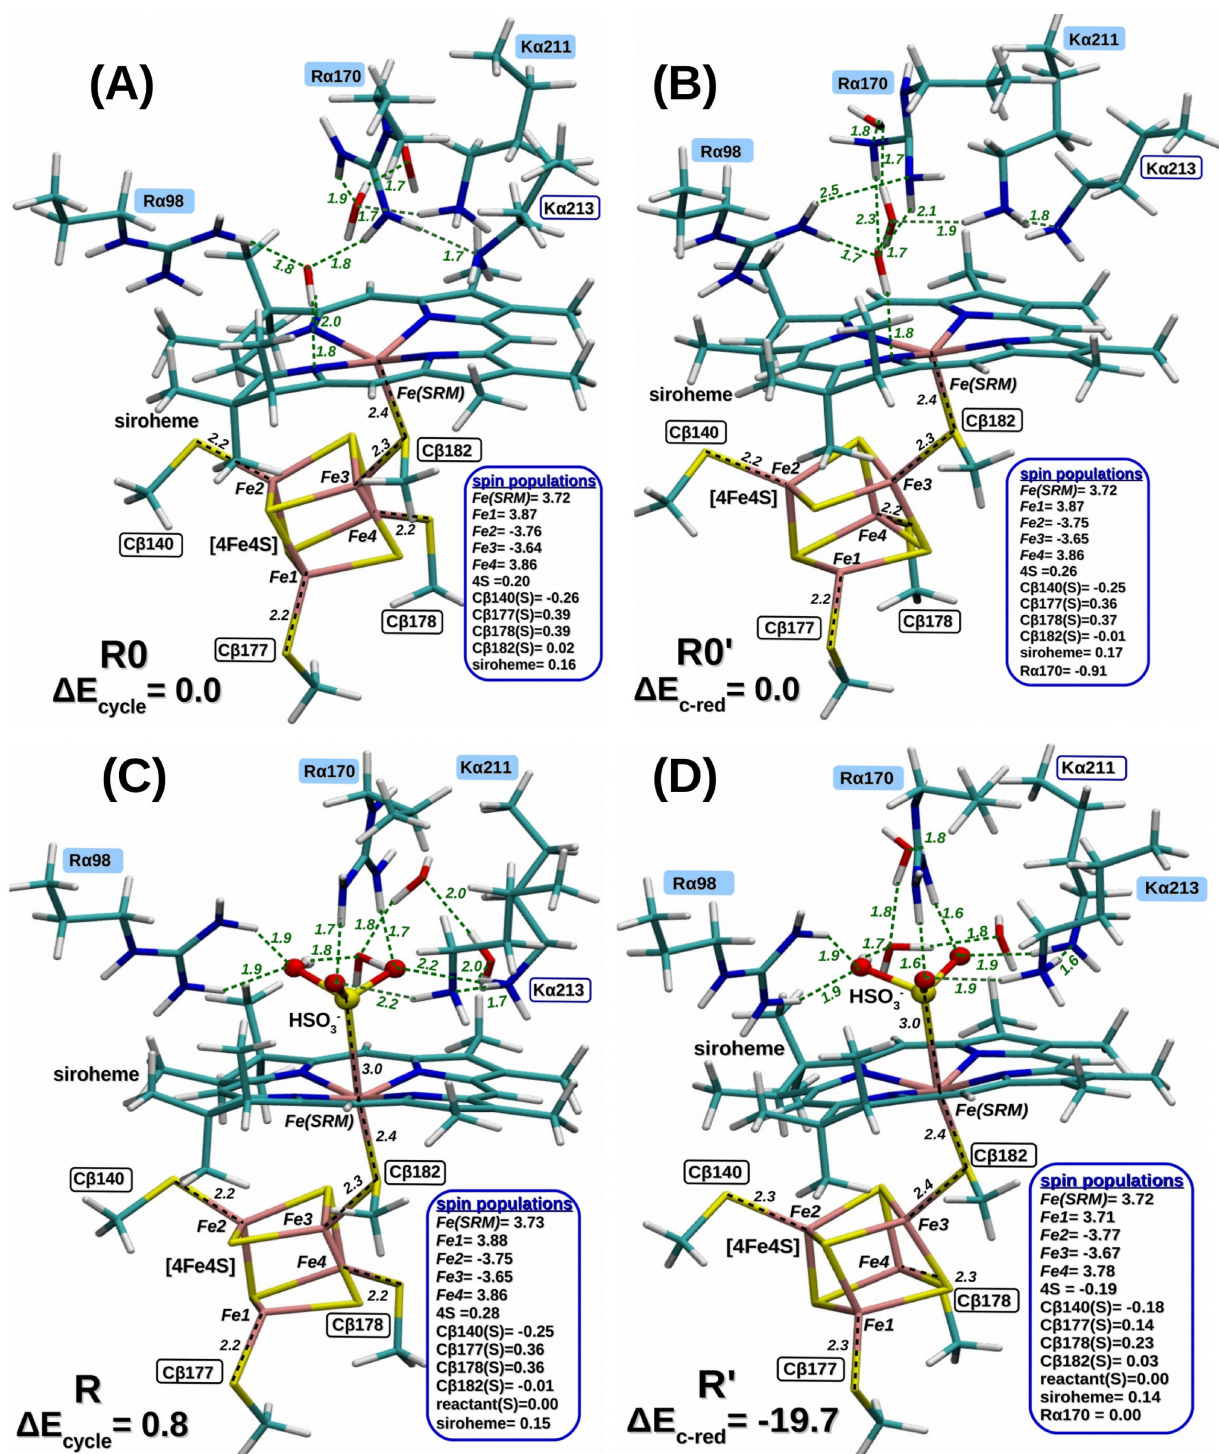 (A)
Rα170
Kα211
Rα98
Kα213
1.9
1.7
1.7
1.8
1.8
1.7
2.0
1.8
Fe(SRM)
siroheme
2.4
2.2
2.3
Cβ182
Fe2
Fe3
Cβ140
[4Fe4S]
Fe4
2.2
Fe1
2.2
Cβ178
Cβ177
R0
ΔEcycle= 0.0
spin populations
Fe(SRM)= 3.72
Fe1= 3.87
Fe2= -3.76
Fe3= -3.64
Fe4= 3.86
4S =0.20
Cβ140(S)= -0.26
Cβ177(S)=0.39
Cβ178(S)=0.39
Cβ182(S)= 0.02
siroheme= 0.16
(B)
Kα211
Rα170
Rα98
Kα213
1.8
1.7
2.5
2.3
2.1
1.9
1.8
1.7
1.7
1.8
Fe(SRM)
siroheme
2.4
Cβ140
Cβ182
2.2
2.3
Fe2
Fe3
[4Fe4S]
2.2
Fe4
Fe1
2.2
Cβ177
Cβ178
R0'
ΔEc-red= 0.0
spin populations
Fe(SRM)= 3.72
Fe1= 3.87
Fe2= -3.75
Fe3= -3.65
Fe4= 3.86
4S =0.26
Cβ140(S)= -0.25
Cβ177(S)=0.36
Cβ178(S)=0.37
Cβ182(S)= -0.01
siroheme= 0.17
Rα170= -0.91
(C)
Rα170
Kα211
Rα98
2.0
1.7
1.8
1.7
1.9
1.8
2.2
2.0
1.9
2.2
1.7
Kα213
HSO3-
siroheme
3.0
Fe(SRM)
2.4
Cβ140
Cβ182
2.2
2.3
Fe2
Fe3
[4Fe4S]
Fe4
2.2
Fe1
Cβ178
2.2
Cβ177
R
ΔEcycle= 0.8
spin populations
Fe(SRM)= 3.73
Fe1= 3.88
Fe2= -3.75
Fe3= -3.65
Fe4= 3.86
4S =0.28
Cβ140(S)= -0.25
Cβ177(S)=0.36
Cβ178(S)=0.36
Cβ182(S)= -0.01
reactant(S)=0.00
siroheme= 0.15
(D)
Rα170
Kα211
Rα98
Kα213
1.8
1.8
1.6
1.7
1.8
1.9
1.6
1.9
1.6
1.9
1.9
HSO3-
3.0
siroheme
Fe(SRM)
2.4
Cβ140
Cβ182
2.3
2.4
Fe2
Fe3
[4Fe4S]
Fe4
2.3
Cβ178
Fe1
2.3
Cβ177
R'
ΔEc-red= -19.7
spin populations
Fe(SRM)= 3.72
Fe1= 3.71
Fe2= -3.77
Fe3= -3.67
Fe4= 3.78
4S = -0.19
Cβ140(S)= -0.18
Cβ177(S)=0.14
Cβ178(S)=0.23
Cβ182(S)= 0.03
reactant(S)=0.00
siroheme= 0.14
Rα170 = 0.00